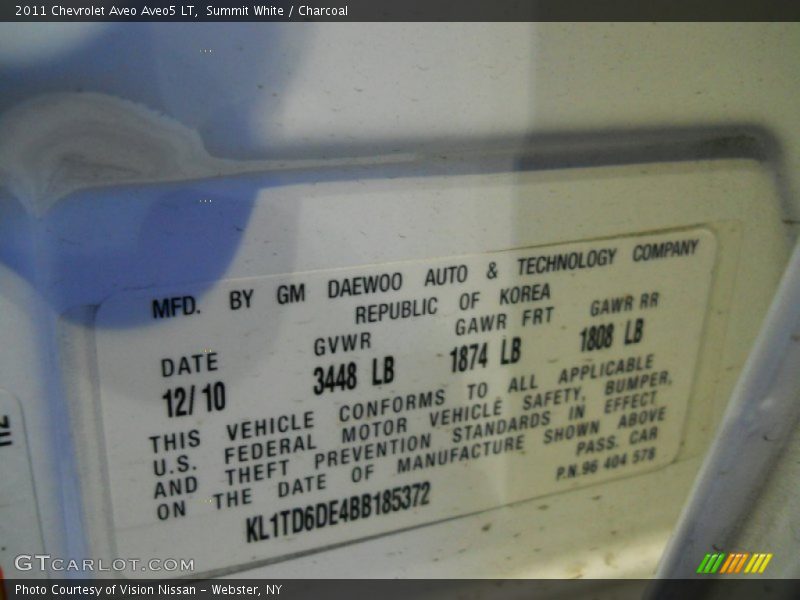 2011 Chevrolet Aveo Aveo5 LT, Summit White / Charcoal
MFD. BY GM DAEWOO AUTO & TECHNOLOGY COMPANY
REPUBLIC OF KOREA
DATE GVWR GAWR FRT GAWR RR
12/10 3448 LB 1874 LB 1808 LB
THIS VEHICLE CONFORMS TO ALL APPLICABLE
U.S. FEDERAL MOTOR VEHICLE SAFETY, BUMPER,
AND THEFT PREVENTION STANDARDS IN EFFECT
ON THE DATE OF MANUFACTURE SHOWN ABOVE
PASS. CAR
KL1TD6DE4BB185372 P.N.96 404 578
GTCARLOT.COM
Photo Courtesy of Vision Nissan - Webster, NY